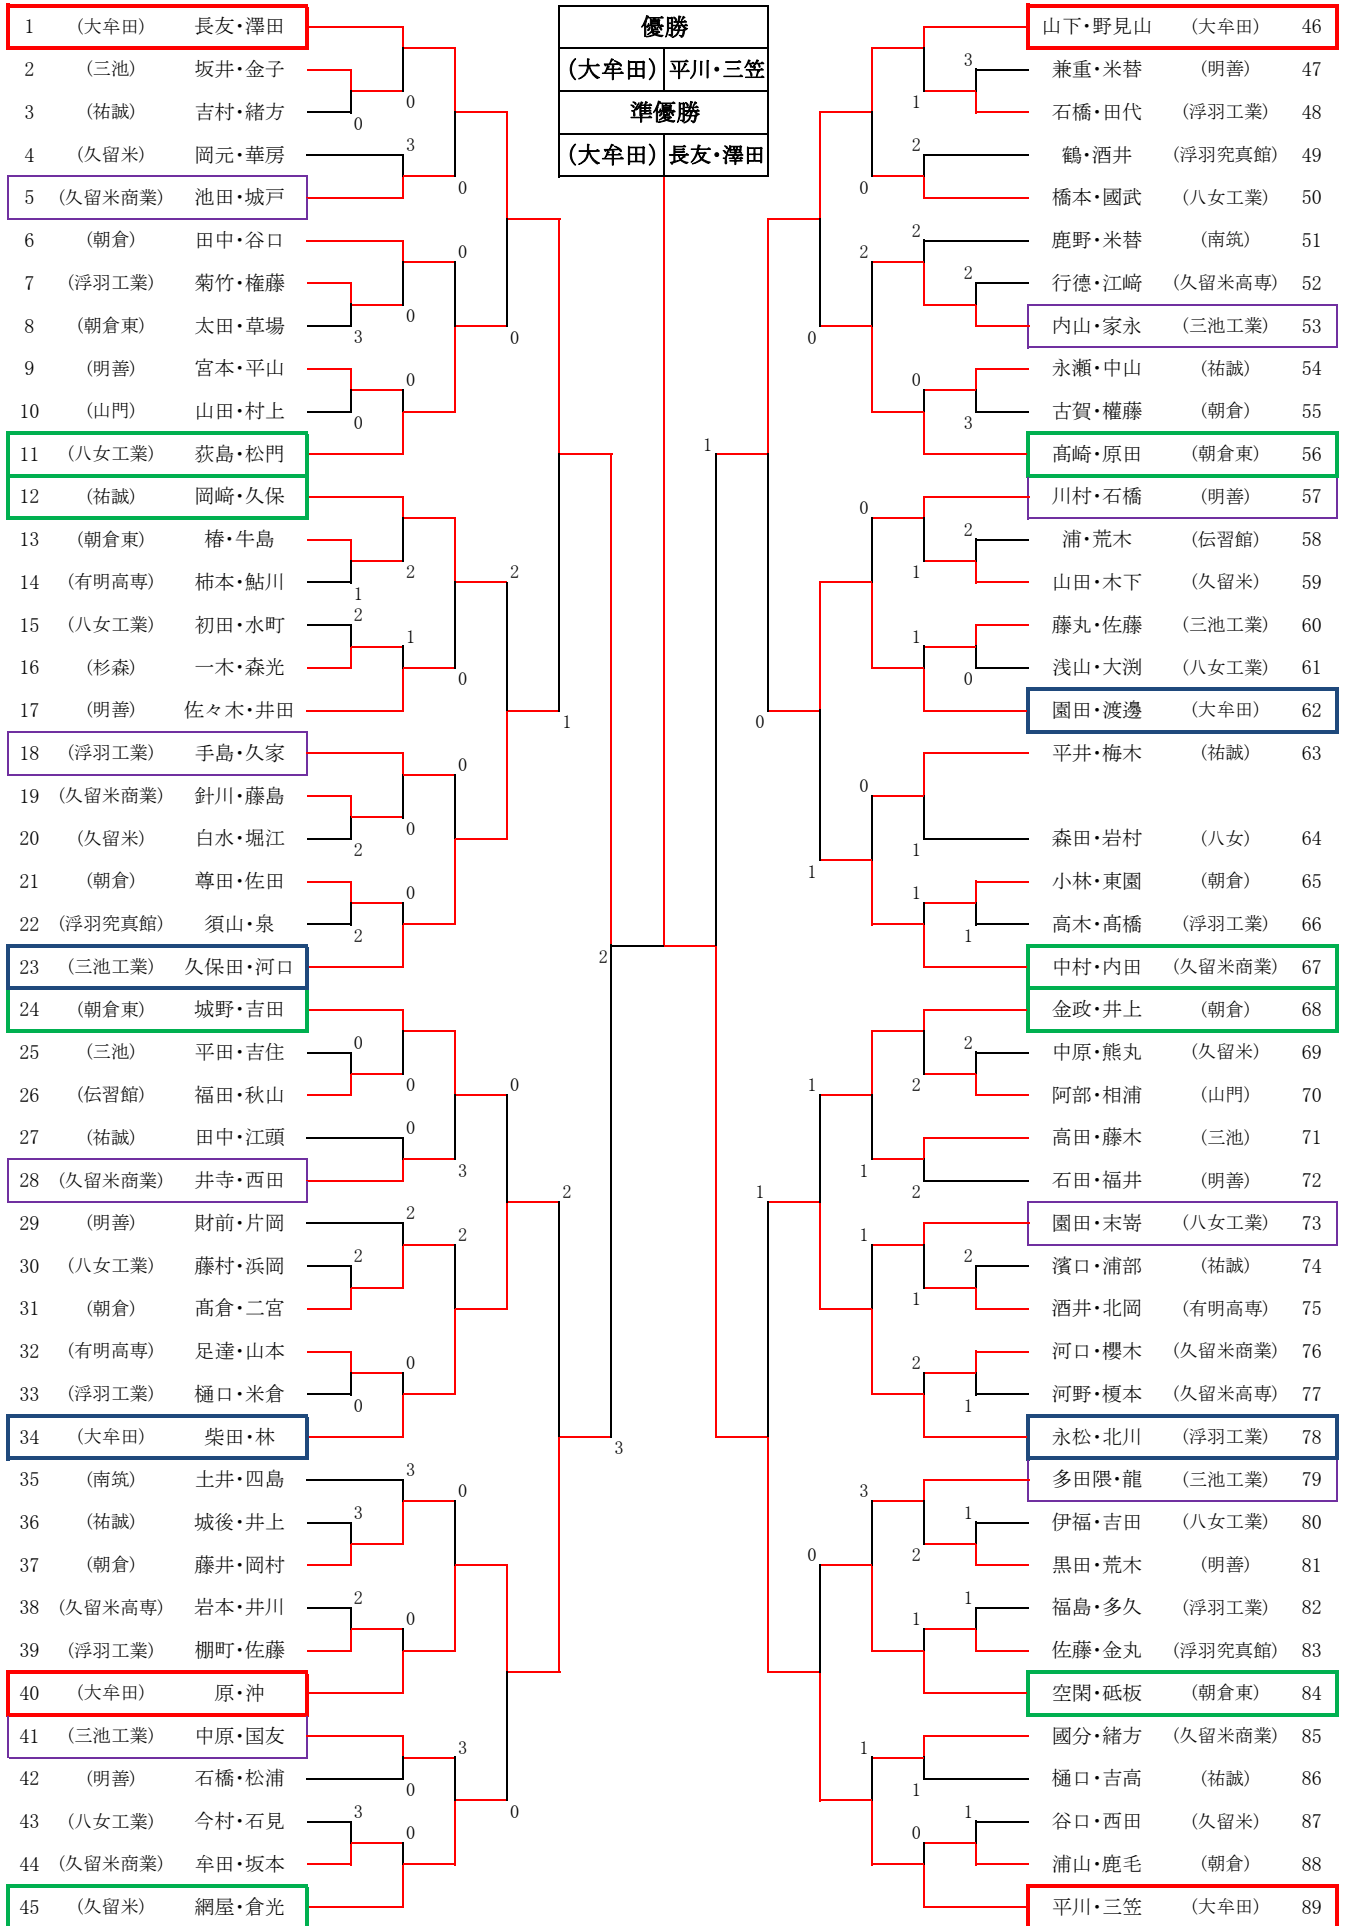 優勝
(大牟田) 平川・三笠
準優勝
(大牟田) 長友・澤田
1 (大牟田) 長友・澤田
2 (三池) 坂井・金子
3 (祐誠) 吉村・緒方
4 (久留米) 岡元・華房
5 (久留米商業) 池田・城戸
6 (朝倉) 田中・谷口
7 (浮羽工業) 菊竹・権藤
8 (朝倉東) 太田・草場
9 (明善) 宮本・平山
10 (山門) 山田・村上
11 (八女工業) 荻島・松門
12 (祐誠) 岡﨑・久保
13 (朝倉東) 椿・牛島
14 (有明高専) 柿本・鮎川
15 (八女工業) 初田・水町
16 (杉森) 一木・森光
17 (明善) 佐々木・井田
18 (浮羽工業) 手島・久家
19 (久留米商業) 針川・藤島
20 (久留米) 白水・堀江
21 (朝倉) 尊田・佐田
22 (浮羽究真館) 須山・泉
23 (三池工業) 久保田・河口
24 (朝倉東) 城野・吉田
25 (三池) 平田・吉住
26 (伝習館) 福田・秋山
27 (祐誠) 田中・江頭
28 (久留米商業) 井寺・西田
29 (明善) 財前・片岡
30 (八女工業) 藤村・浜岡
31 (朝倉) 髙倉・二宮
32 (有明高専) 足達・山本
33 (浮羽工業) 樋口・米倉
34 (大牟田) 柴田・林
35 (南筑) 土井・四島
36 (祐誠) 城後・井上
37 (朝倉) 藤井・岡村
38 (久留米高専) 岩本・井川
39 (浮羽工業) 棚町・佐藤
40 (大牟田) 原・沖
41 (三池工業) 中原・国友
42 (明善) 石橋・松浦
43 (八女工業) 今村・石見
44 (久留米商業) 牟田・坂本
45 (久留米) 網屋・倉光
山下・野見山 (大牟田) 46
兼重・米替 (明善) 47
石橋・田代 (浮羽工業) 48
鶴・酒井 (浮羽究真館) 49
橋本・國武 (八女工業) 50
鹿野・米替 (南筑) 51
行德・江﨑 (久留米高専) 52
内山・家永 (三池工業) 53
永瀬・中山 (祐誠) 54
古賀・權藤 (朝倉) 55
髙崎・原田 (朝倉東) 56
川村・石橋 (明善) 57
浦・荒木 (伝習館) 58
山田・木下 (久留米) 59
藤丸・佐藤 (三池工業) 60
浅山・大渕 (八女工業) 61
園田・渡邊 (大牟田) 62
平井・梅木 (祐誠) 63
森田・岩村 (八女) 64
小林・東園 (朝倉) 65
高木・髙橋 (浮羽工業) 66
中村・内田 (久留米商業) 67
金政・井上 (朝倉) 68
中原・熊丸 (久留米) 69
阿部・相浦 (山門) 70
高田・藤木 (三池) 71
石田・福井 (明善) 72
園田・末嵜 (八女工業) 73
濱口・浦部 (祐誠) 74
酒井・北岡 (有明高専) 75
河口・櫻木 (久留米商業) 76
河野・榎本 (久留米高専) 77
永松・北川 (浮羽工業) 78
多田隈・龍 (三池工業) 79
伊福・吉田 (八女工業) 80
黒田・荒木 (明善) 81
福島・多久 (浮羽工業) 82
佐藤・金丸 (浮羽究真館) 83
空閑・砥板 (朝倉東) 84
國分・緒方 (久留米商業) 85
樋口・吉高 (祐誠) 86
谷口・西田 (久留米) 87
浦山・鹿毛 (朝倉) 88
平川・三笠 (大牟田) 89